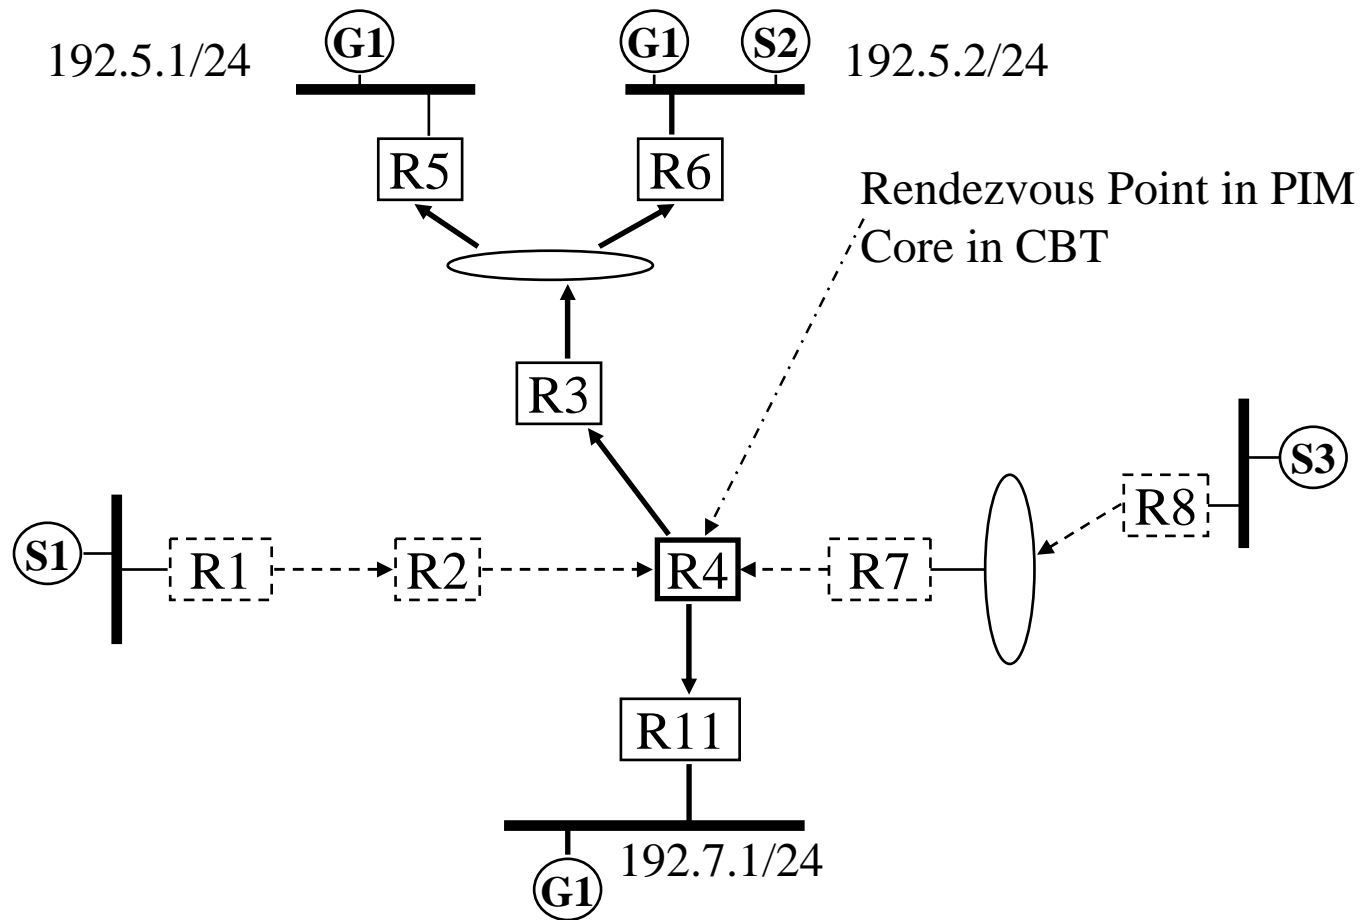 G1
G1
S2
192.5.1/24
192.5.2/24
R5
R6
Rendezvous Point in PIM
Core in CBT
R3
S3
R8
S1
R1
R2
R4
R7
R11
192.7.1/24
G1